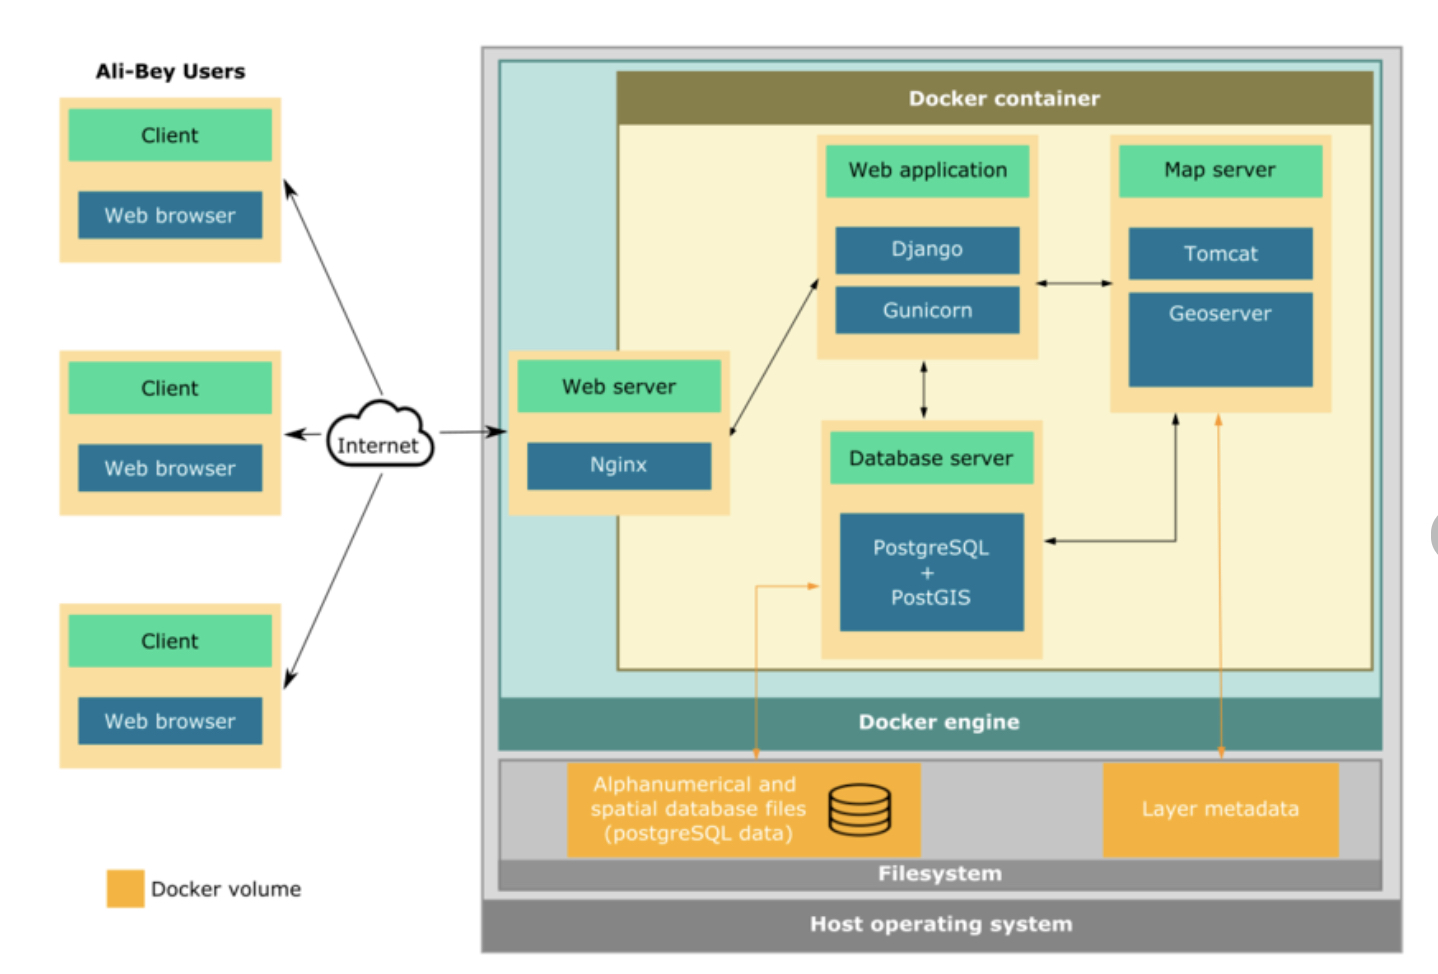 Ali-Bey Users
Client
Web browser
Client
Web browser
Client
Web browser
Internet
Docker container
Web application
Django
Gunicorn
Map server
Tomcat
Geoserver
Web server
Nginx
Database server
PostgreSQL
+
PostGIS
Docker engine
Alphanumerical and
spatial database files
(postgreSQL data)
Layer metadata
Filesystem
Host operating system
Docker volume